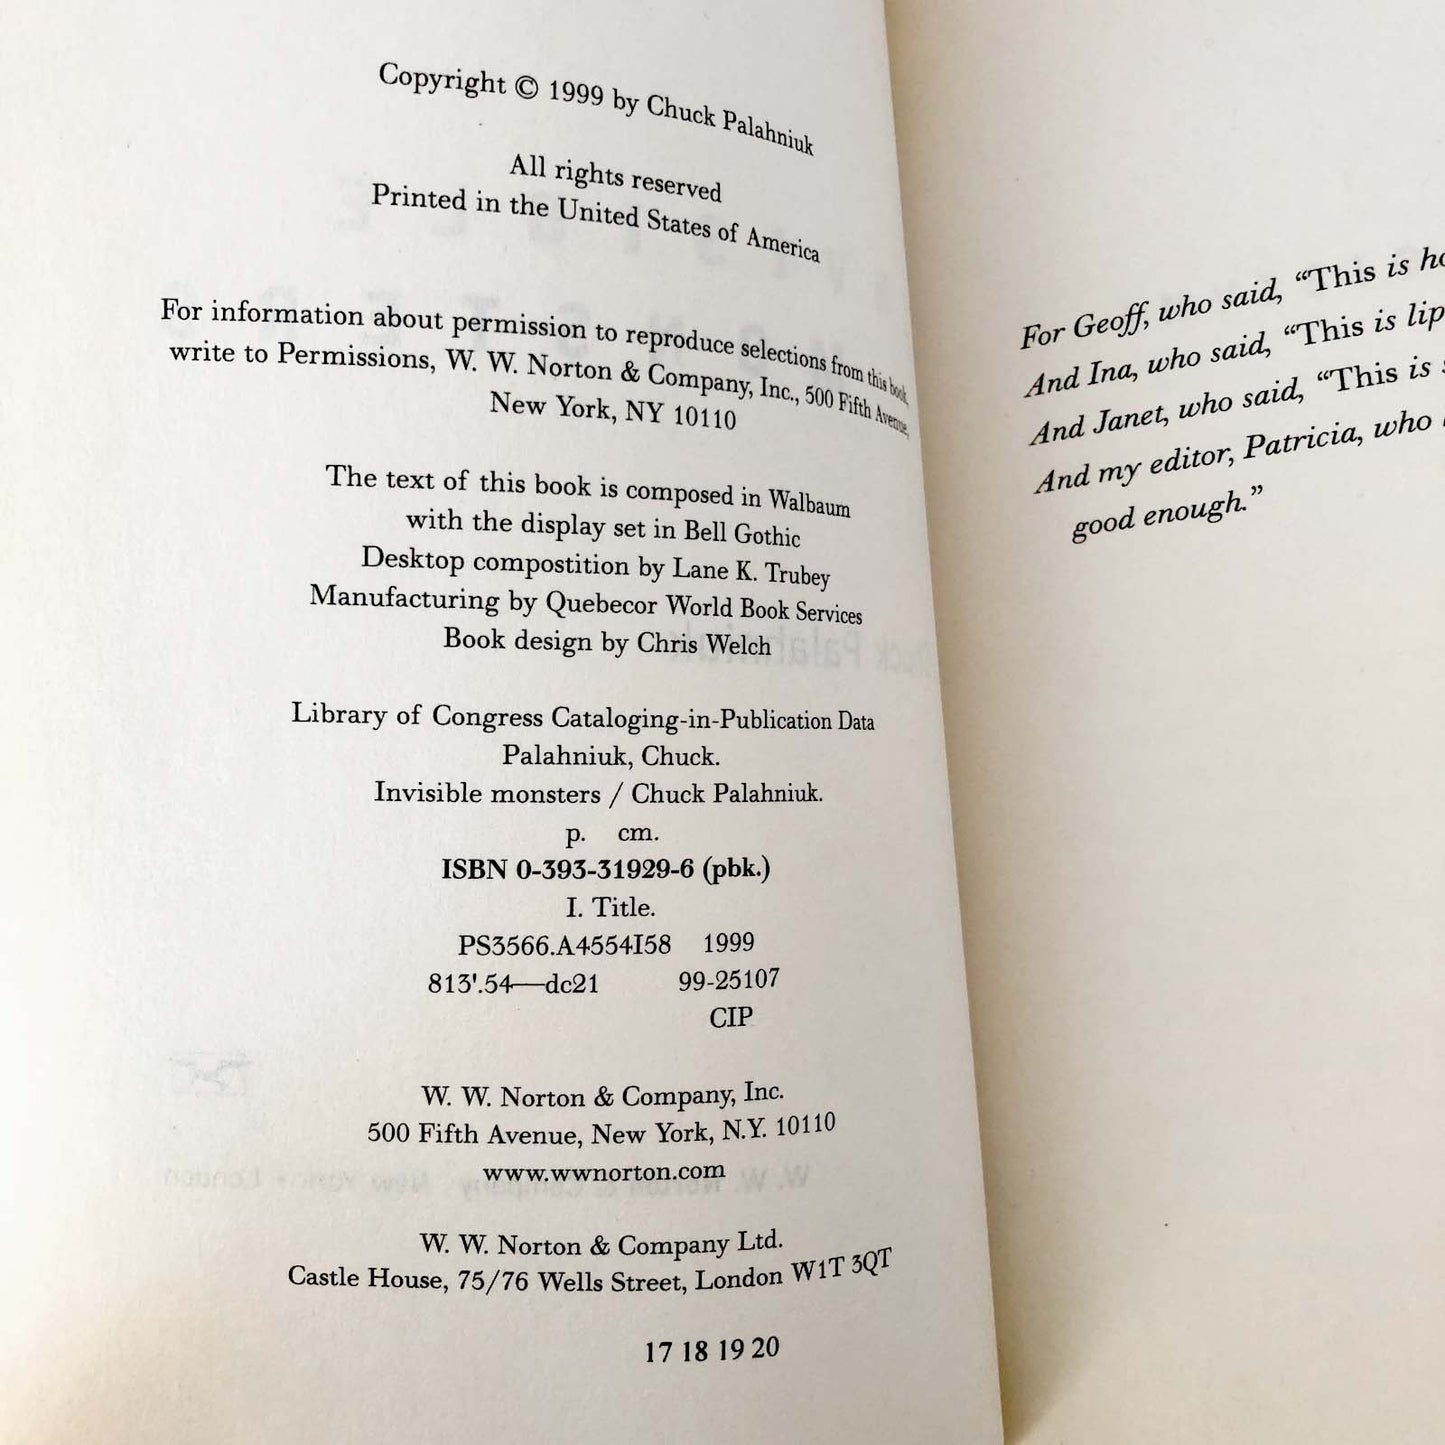 Copyright © 1999 by Chuck Palahniuk
All rights reserved
Printed in the United States of America
For information about permission to reproduce selections from this book,
write to Permissions, W. W. Norton & Company, Inc., 500 Fifth Avenue,
New York, NY 10110
The text of this book is composed in Walbaum
with the display set in Bell Gothic
Desktop compostition by Lane K. Trubey
Manufacturing by Quebecor World Book Services
Book design by Chris Welch
Library of Congress Cataloging-in-Publication Data
Palahniuk, Chuck.
Invisible monsters / Chuck Palahniuk.
p. cm.
ISBN 0-393-31929-6 (pbk.)
I. Title.
PS3566.A4554I58 1999
813'.54—dc21 99-25107
CIP
W. W. Norton & Company, Inc.
500 Fifth Avenue, New York, N.Y. 10110
www.wwnorton.com
W. W. Norton & Company Ltd.
Castle House, 75/76 Wells Street, London W1T 3QT
17 18 19 20
For Geoff, who said, “This is
And Ina, who said, “This is lip
And Janet, who said, “This is
And my editor, Patricia, who
good enough.”